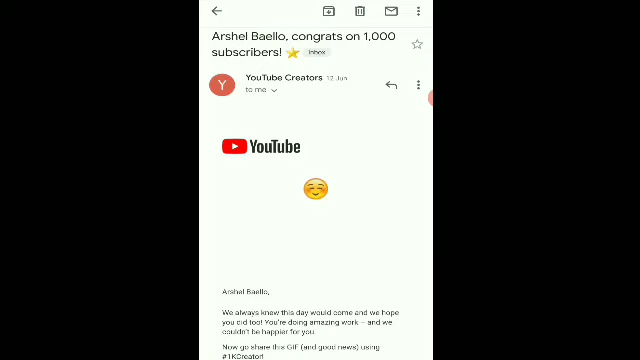 Arshel Baello, congrats on 1,000
subscribers! Inbox
Y
YouTube Creators 12 Jun
to me
YouTube
Arshel Baello,
We always knew this day would come and we hope
you did too! You're doing amazing work – and we
couldn't be happier for you.
Now go share this GIF (and good news) using
#1KCreator!